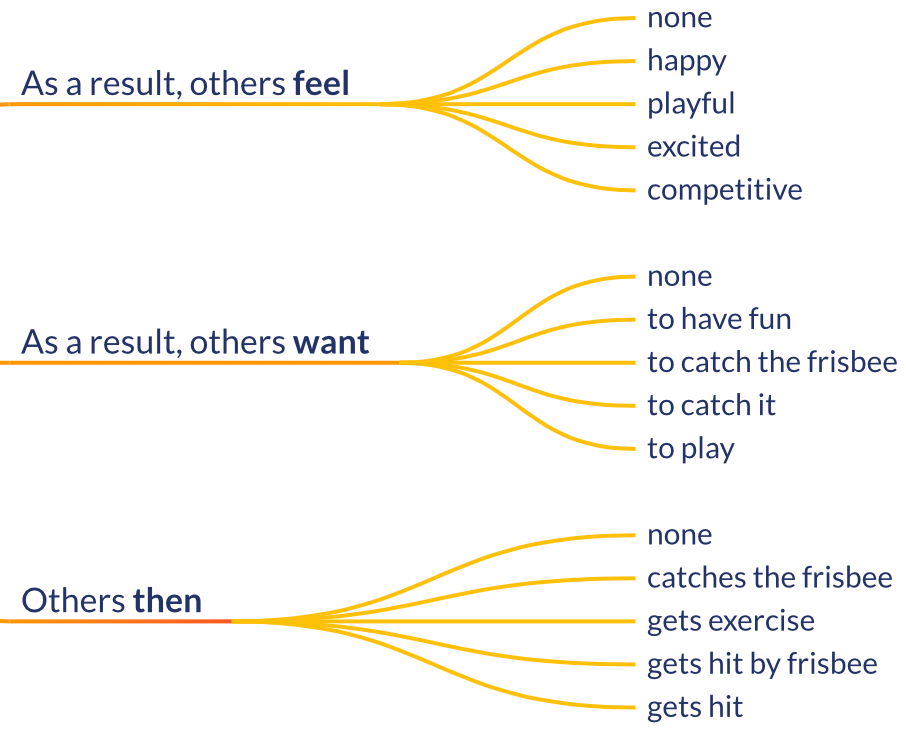 As a result, others feel
none
happy
playful
excited
competitive
As a result, others want
none
to have fun
to catch the frisbee
to catch it
to play
Others then
none
catches the frisbee
gets exercise
gets hit by frisbee
gets hit